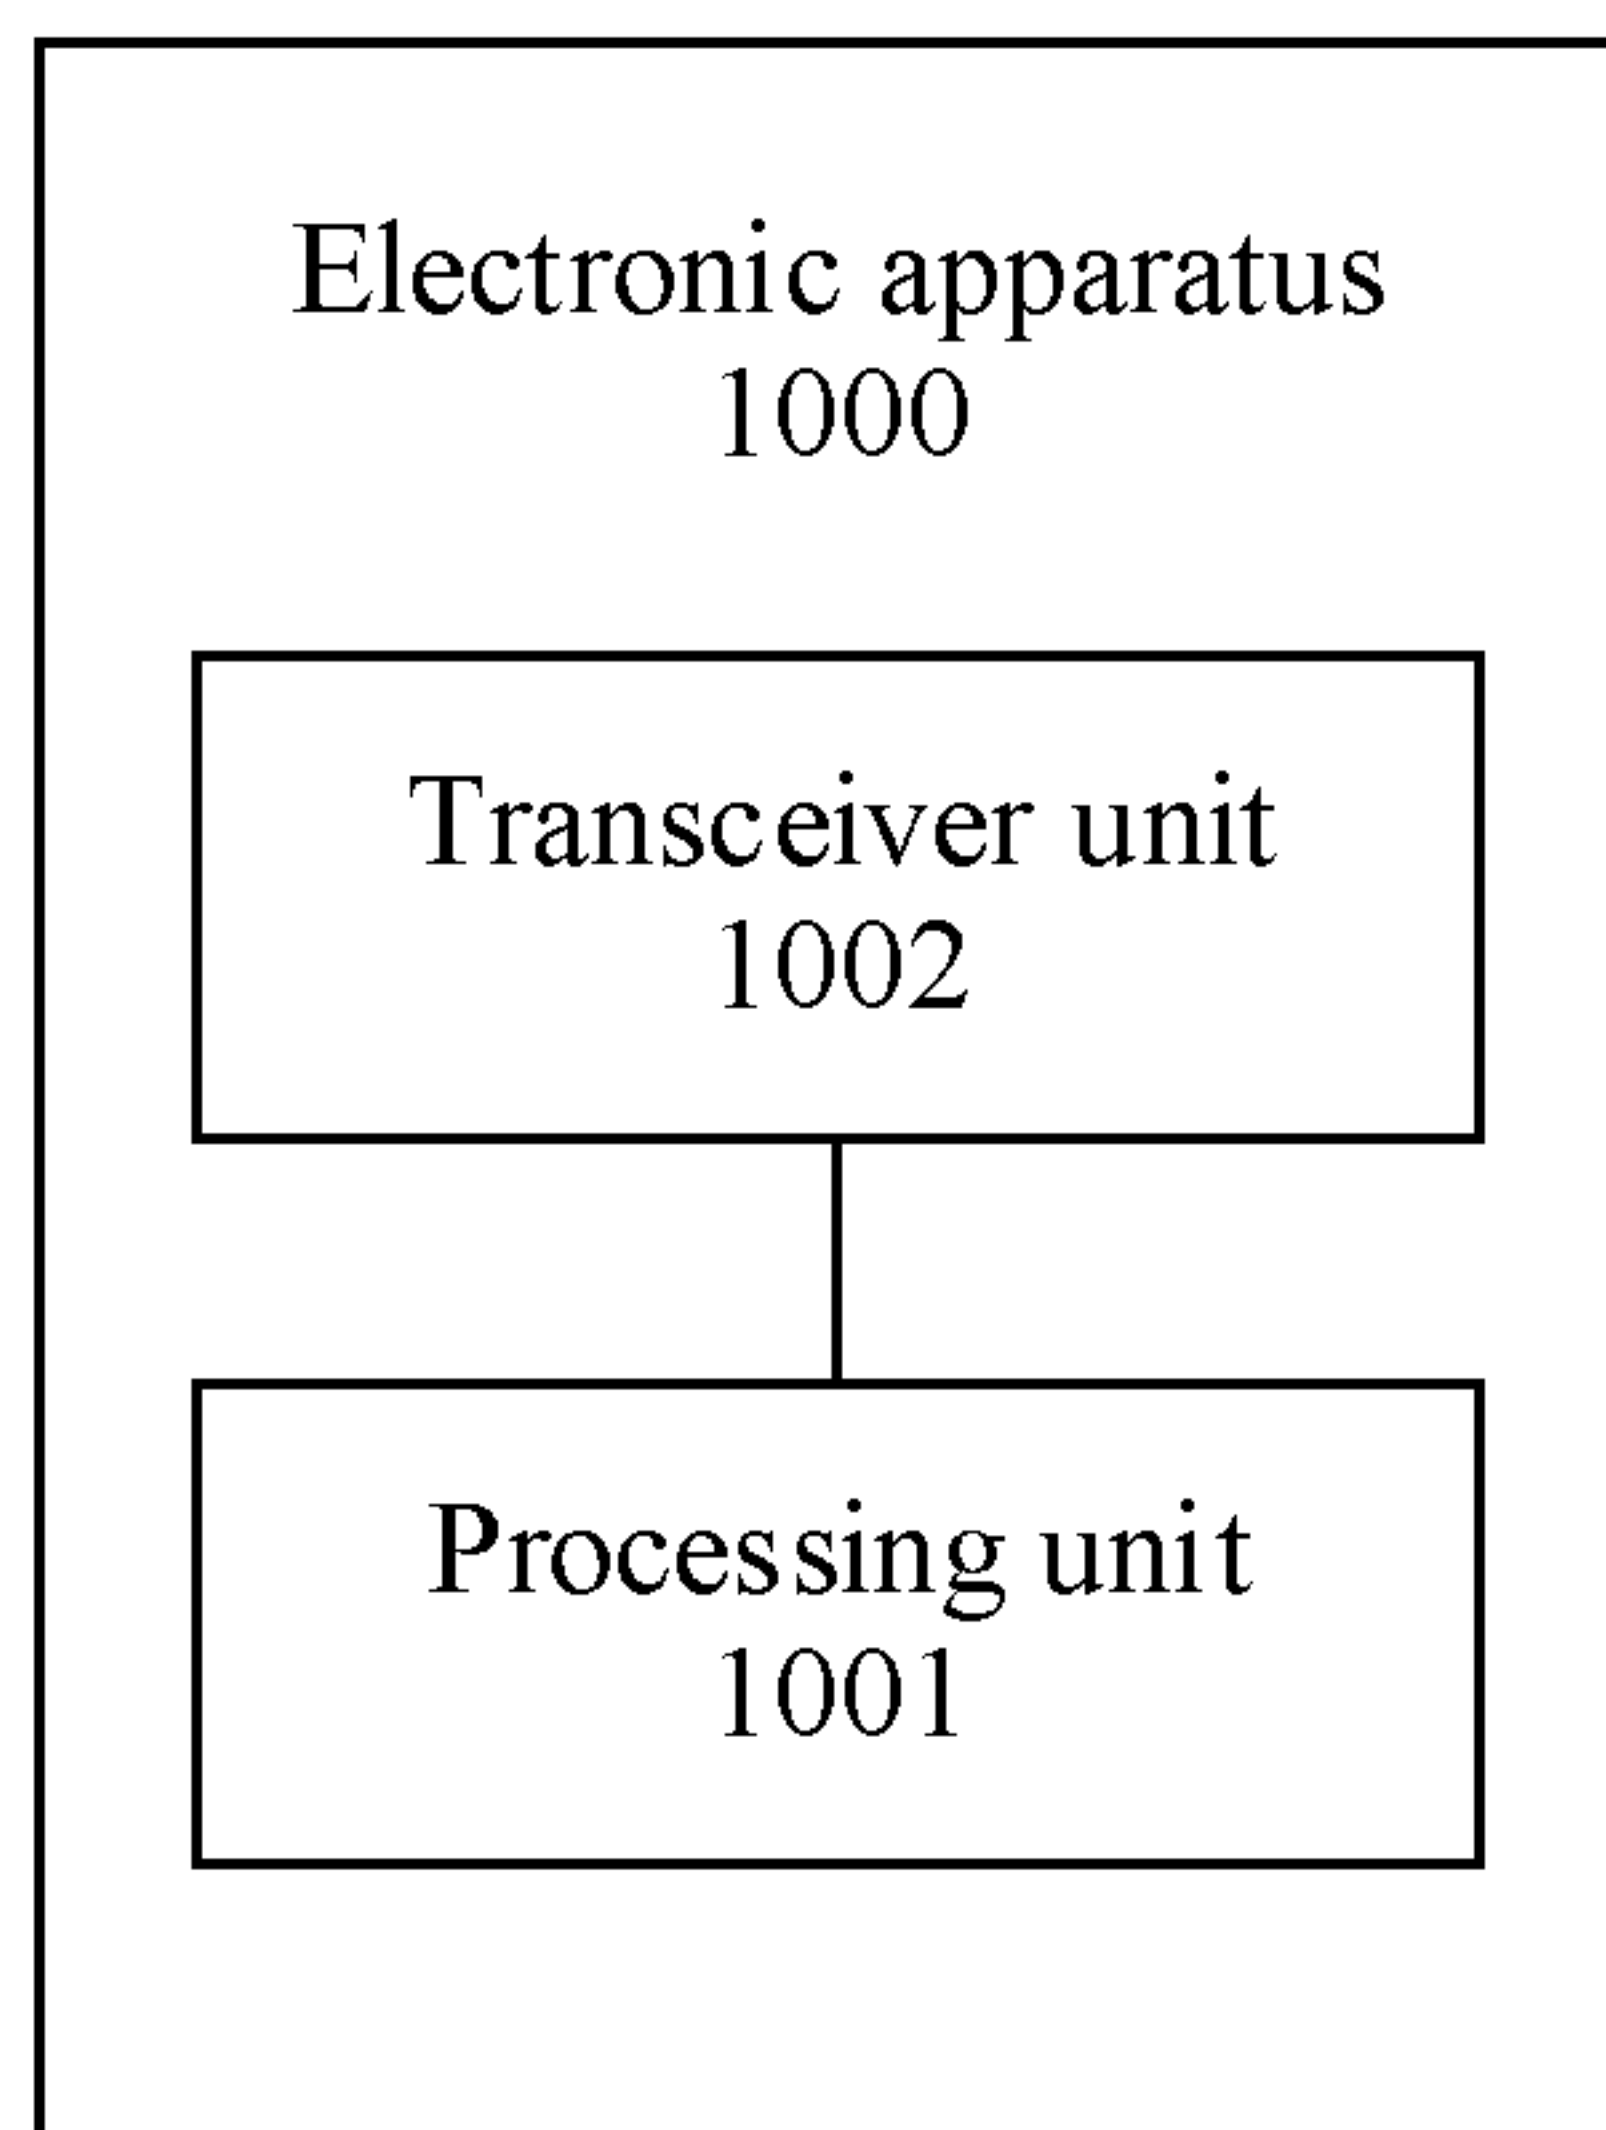 Electronic apparatus
1000
Transceiver unit
1002
Processing unit
1001